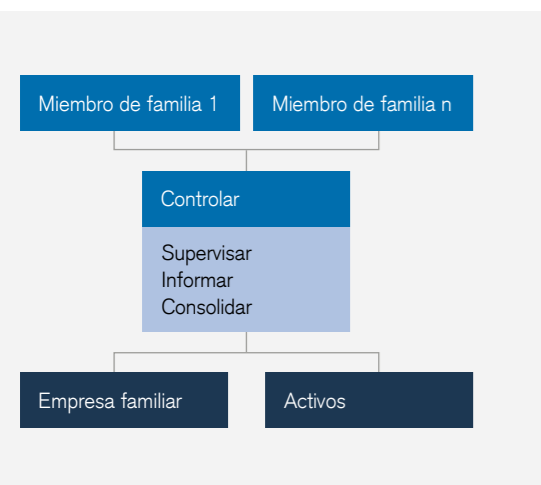 Miembro de familia 1
Miembro de familia n
Controlar
Supervisar
Informar
Consolidar
Empresa familiar
Activos